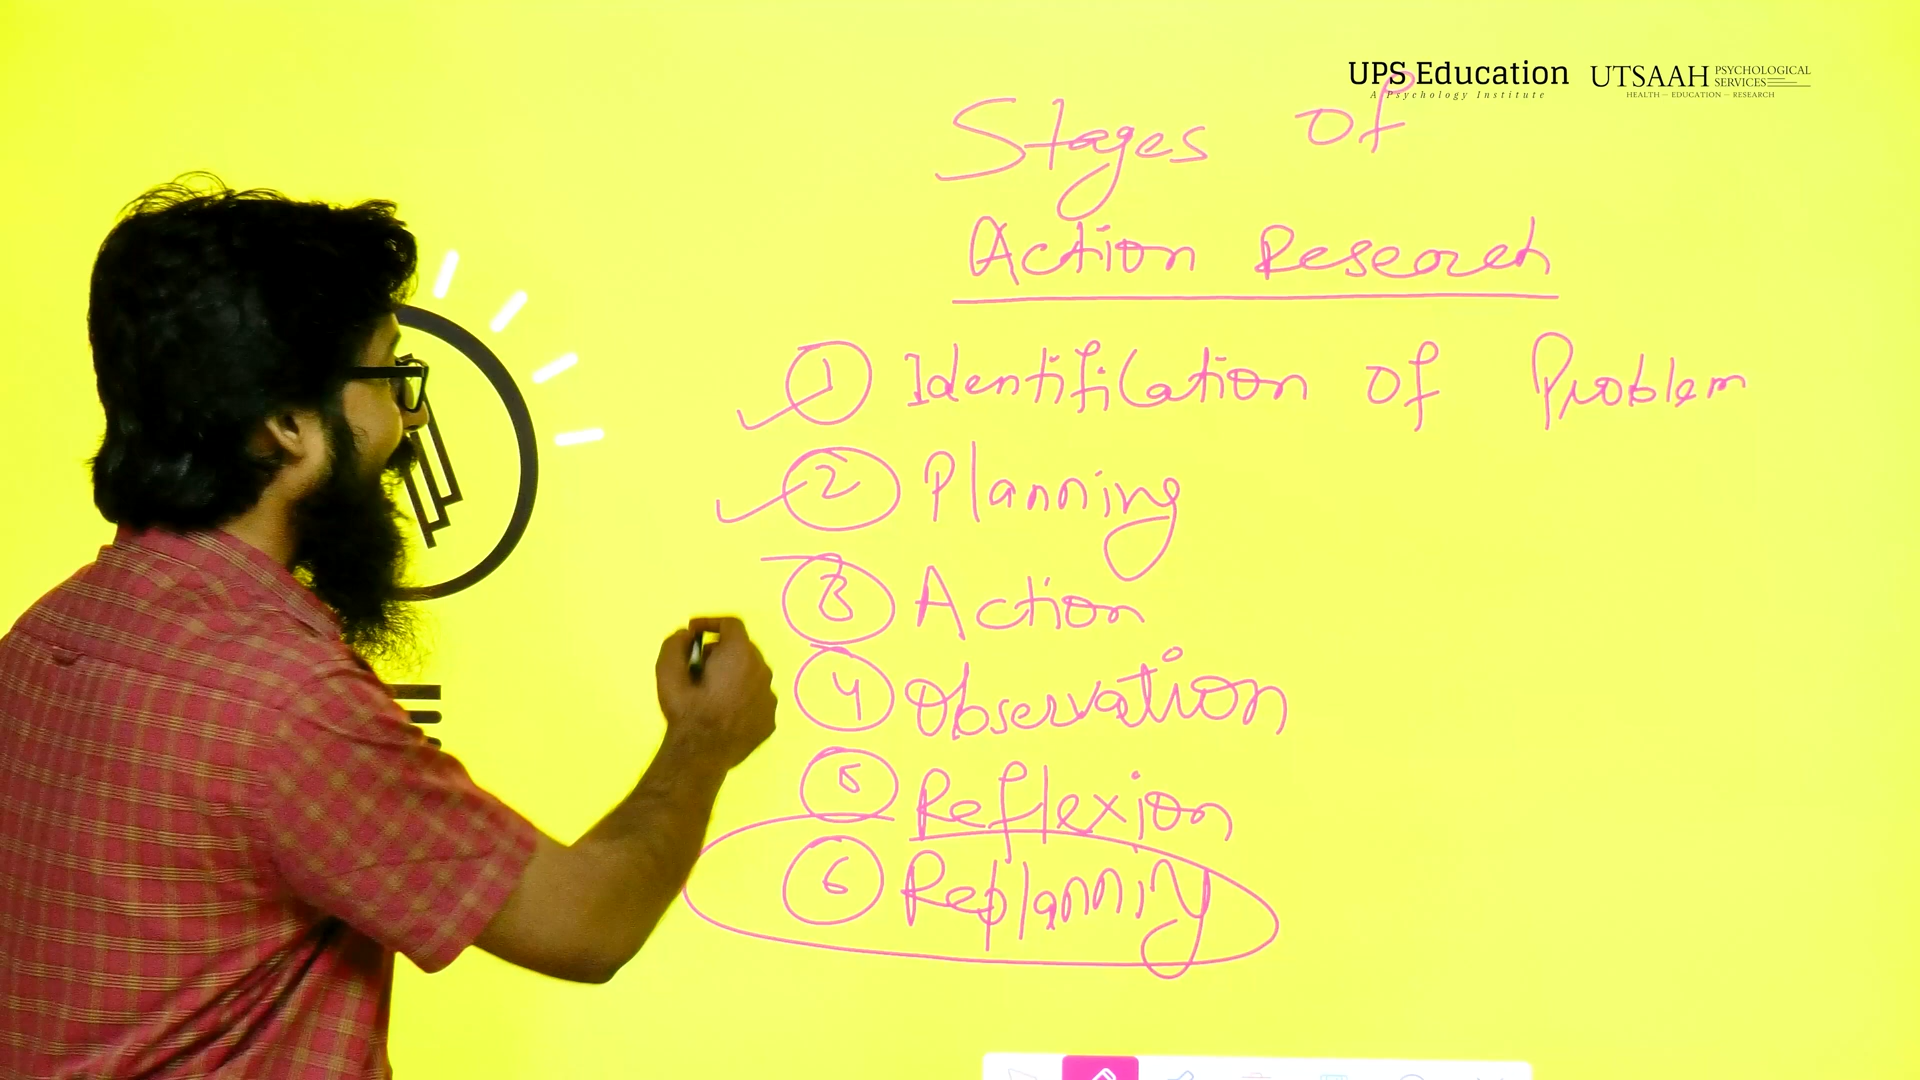 UPS Education
A Psychology Institute
UTSAAH PSYCHOLOGICAL SERVICES
HEALTH — EDUCATION — RESEARCH
Stages of
Action Research
1 Identification of Problem
2 Planning
3 Action
4 Observation
5 Reflexion
6 Replanning